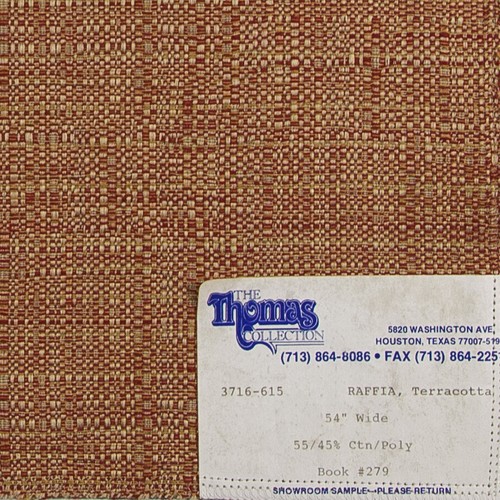 THE
Thomas
COLLECTION
5820 WASHINGTON AVE,
HOUSTON, TEXAS
(713) 864-8086 • FAX (713)
3716-615 RAFFIA, Terracotta
54" Wide
55/45% Ctn/Poly
Book #279
SHOWROOM SAMPLE--PLEASE RETURN